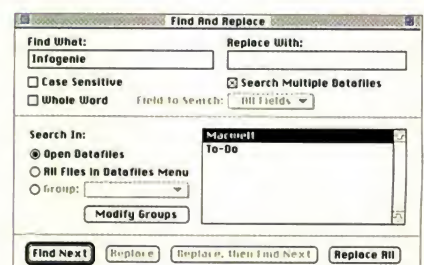 Find And Replace
Find What:
Replace With:
Infogenie
Case Sensitive
Search Multiple Datafiles
Whole Word
Field to Search: All Fields
Search In:
Open Datafiles
All Files in Datafiles Menu
Group:
Modify Groups
Macwelt
To-Do
Find Next
Replace
Replace, then Find Next
Replace All